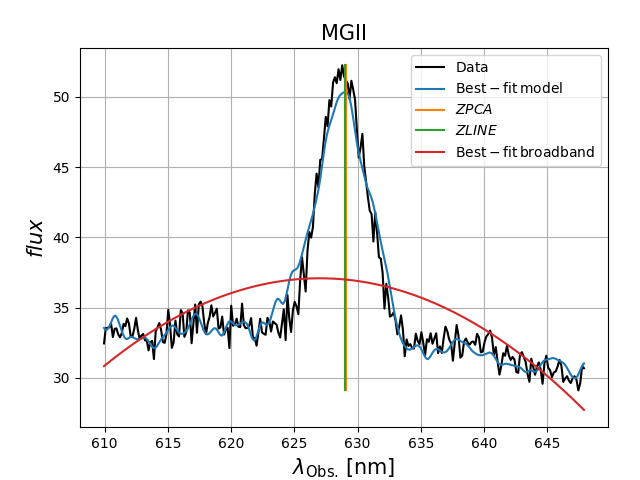 MGII
Data
Best – fit model
ZPCA
ZLINE
Best – fit broadband
flux
50
45
40
35
30
610 615 620 625 630 635 640 645
λObs. [nm]